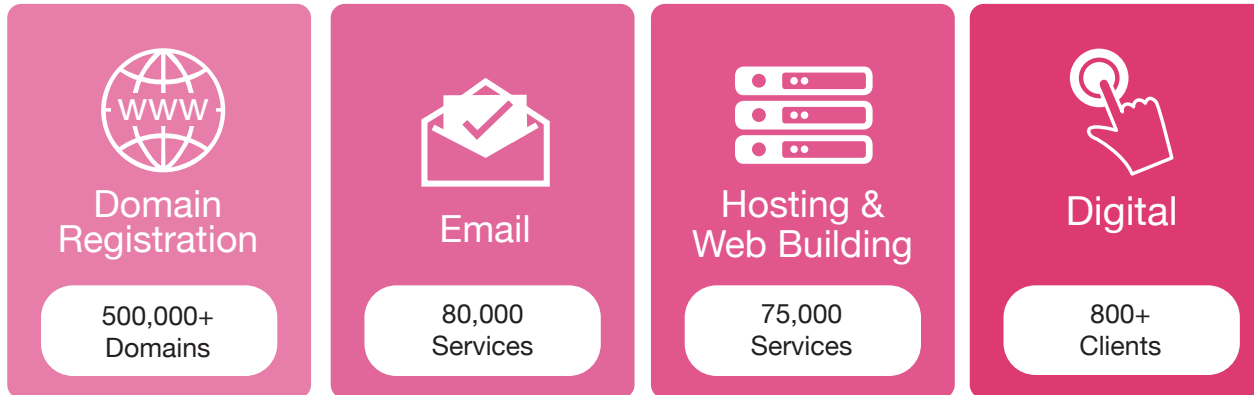 WWW
Domain
Registration
500,000+
Domains
Email
80,000
Services
Hosting &
Web Building
75,000
Services
Digital
800+
Clients